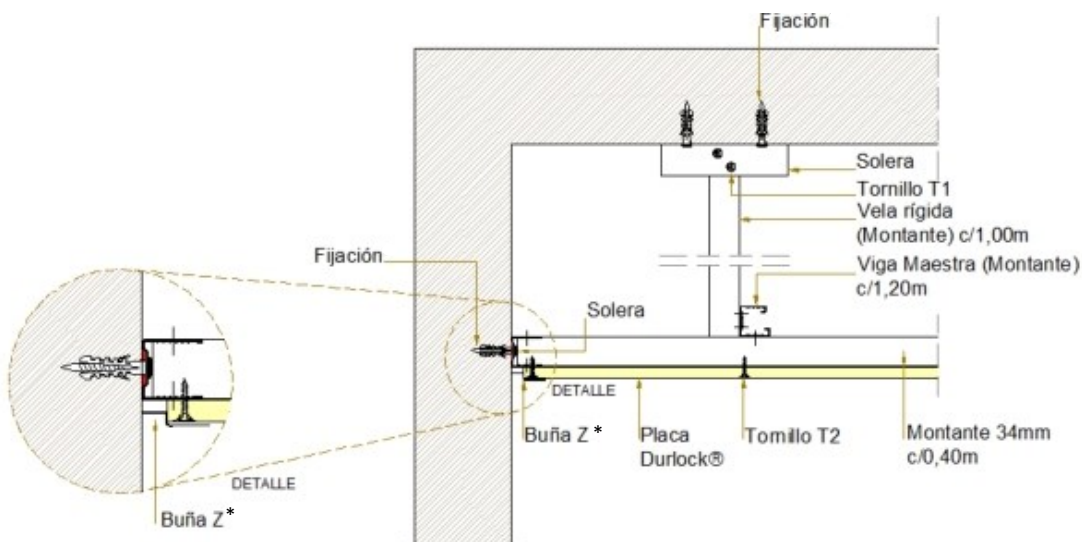 Fijación
Solera
Tornillo T1
Vela rígida
(Montante) c/1,00m
Viga Maestra (Montante)
c/1,20m
Fijación
Solera
DETALLE
Buña Z*
Placa
Durlock®
Tornillo T2
Montante 34mm
c/0,40m
DETALLE
Buña Z*